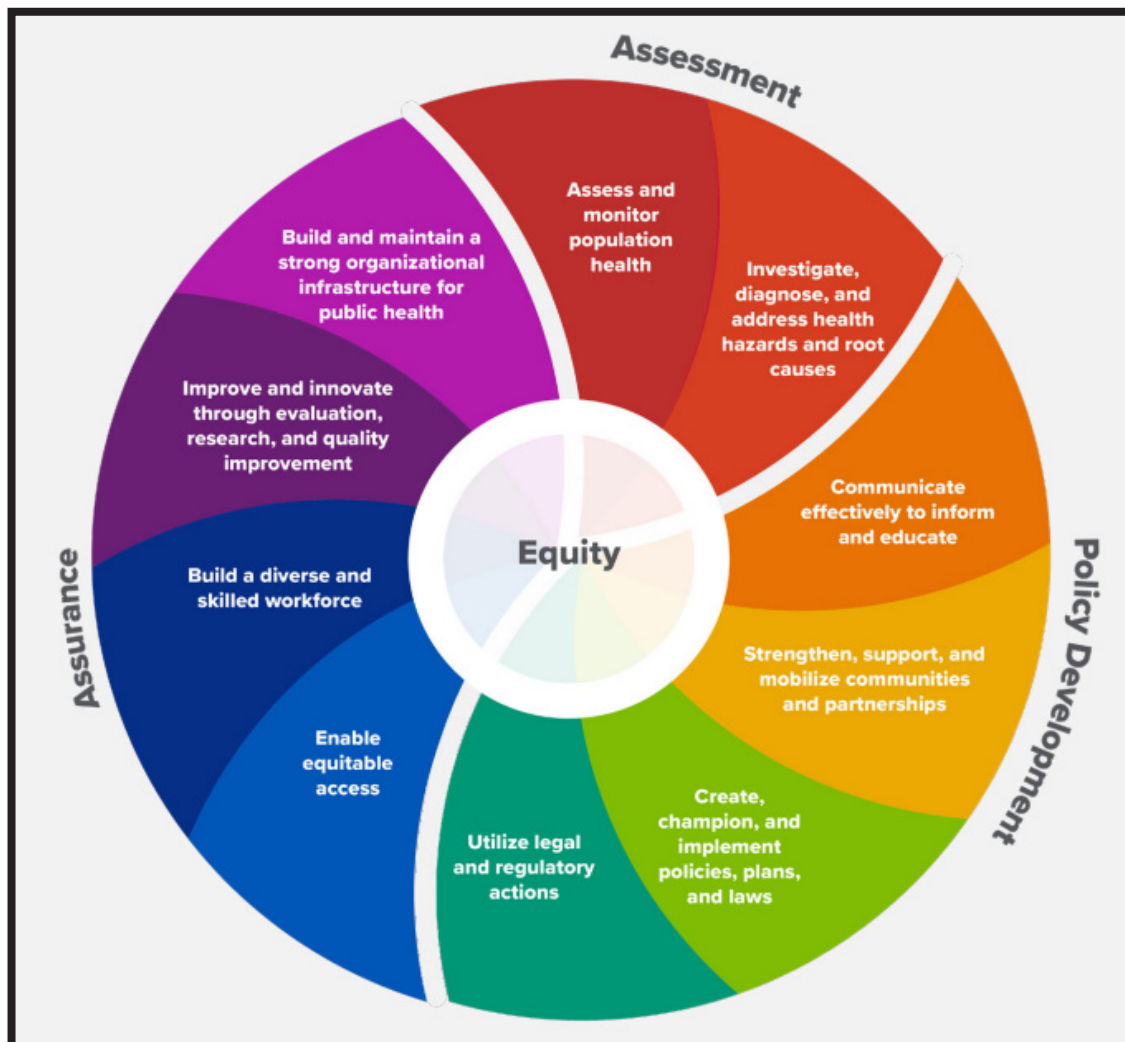 Assessment
Assess and
monitor
population
health
Investigate,
diagnose, and
address health
hazards and root
causes
Policy Development
Communicate
effectively to inform
and educate
Strengthen, support, and
mobilize communities
and partnerships
Create,
champion, and
implement
policies, plans,
and laws
Utilize legal
and regulatory
actions
Assurance
Enable
equitable
access
Build a diverse and
skilled workforce
Improve and innovate
through evaluation,
research, and quality
improvement
Build and maintain a
strong organizational
infrastructure for
public health
Equity